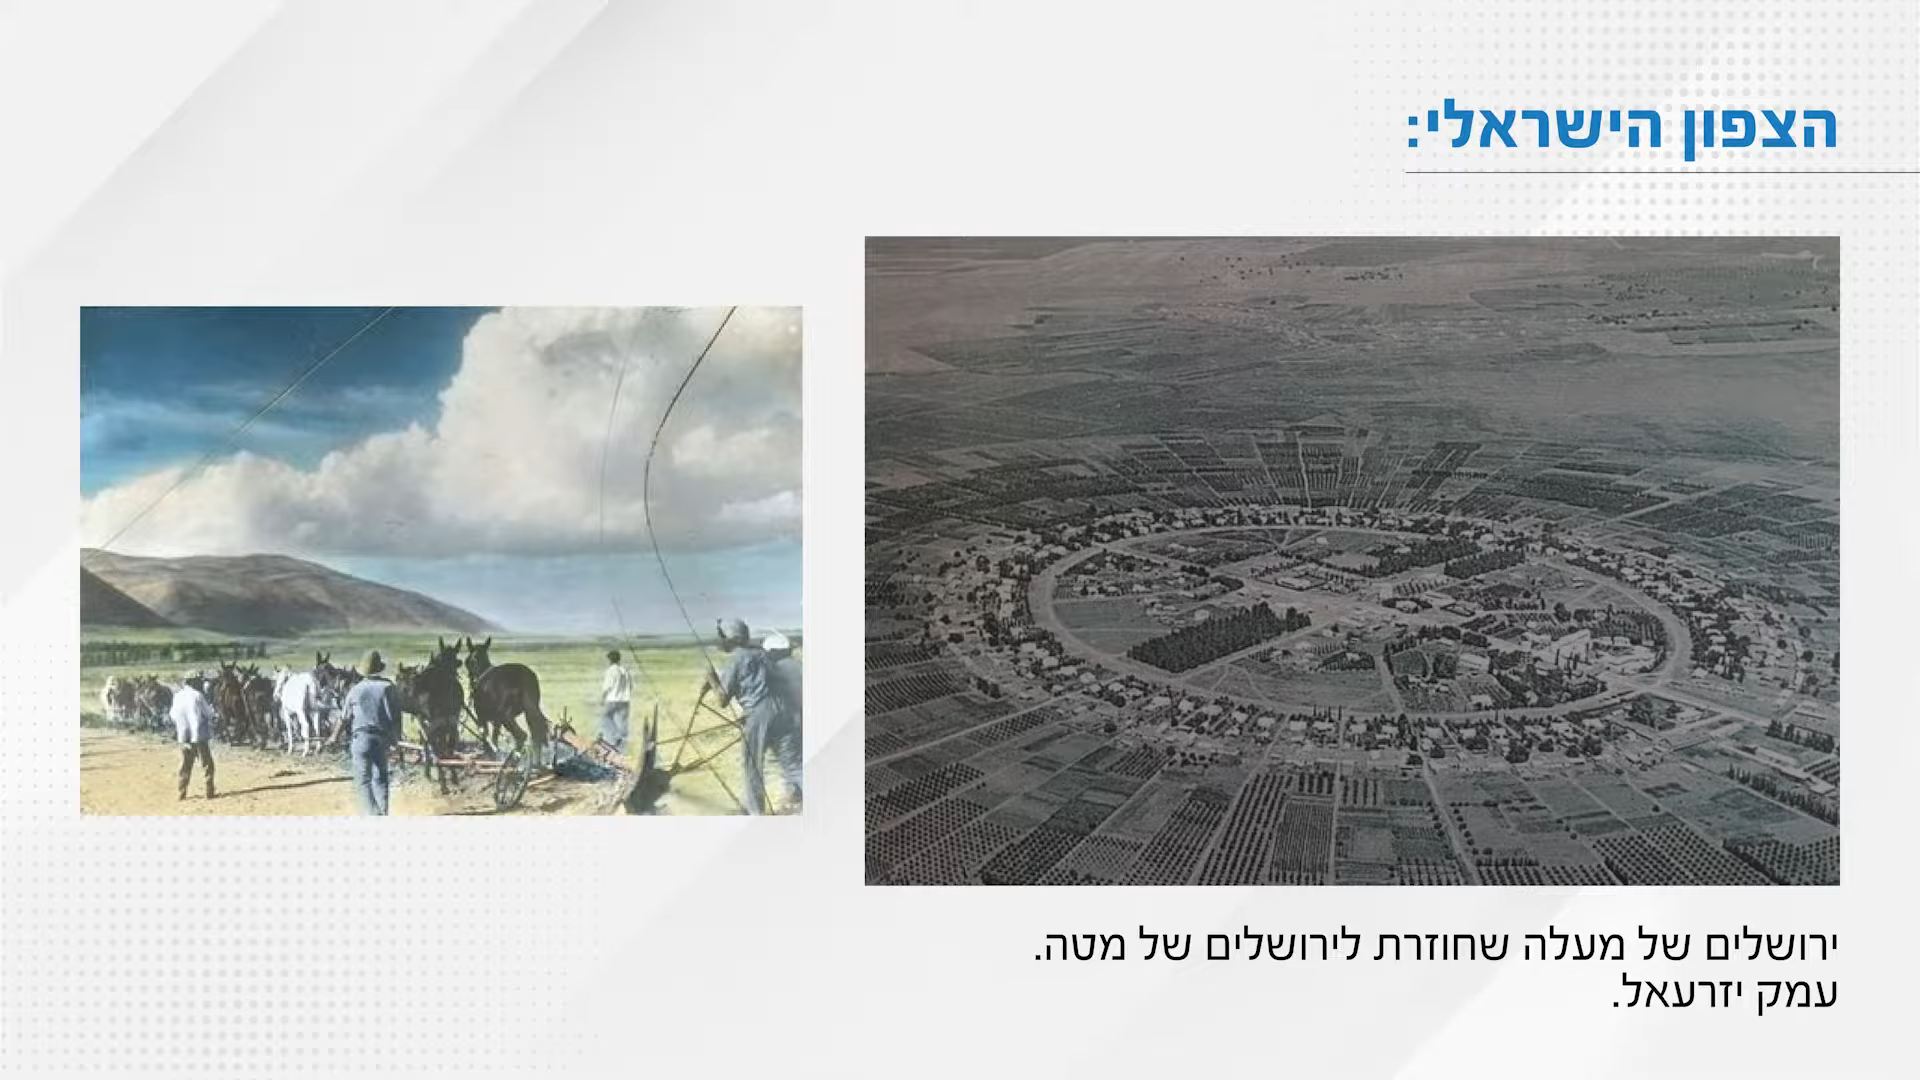 הצפון הישראלי:
ירושלים של מעלה שחוזרת לירושלים של מטה.
עמק יזרעאל.